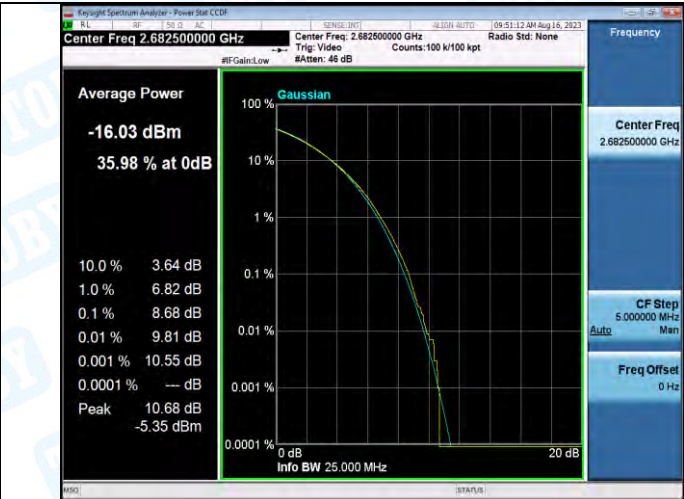 Keysight Spectrum Analyzer - Power Stat CCDF
RL RF 50 Ω AC SENSE:INT ALIGN AUTO 09:51:12 AM Aug 16, 2023
Center Freq 2.682500000 GHz
Center Freq: 2.682500000 GHz Radio Std: None
Trig: Video Counts:100 k/100 kpt
#IFGain:Low #Atten: 46 dB
Frequency
Average Power
-16.03 dBm
35.98 % at 0dB
10.0 % 3.64 dB
1.0 % 6.82 dB
0.1 % 8.68 dB
0.01 % 9.81 dB
0.001 % 10.55 dB
0.0001 % --- dB
Peak 10.68 dB
-5.35 dBm
Gaussian
100 %
10 %
1 %
0.1 %
0.01 %
0.001 %
0.0001 %
0 dB 20 dB
Info BW 25.000 MHz
Center Freq
2.682500000 GHz
CF Step
5.000000 MHz
Auto Man
Freq Offset
0 Hz
MSG STATUS